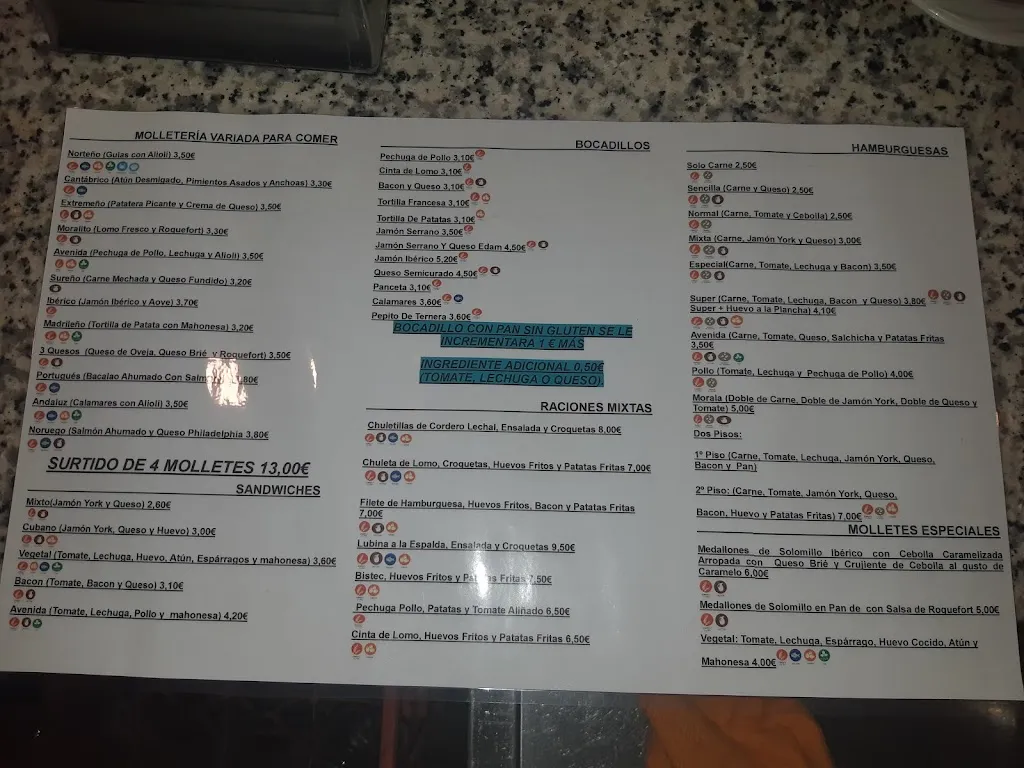 MOLLETERÍA VARIADA PARA COMER
Norteño (Gulas con Alioli) 3,50€
Cantábrico (Atún Desmigado, Pimientos Asados y Anchoas) 3,30€
Extremeño (Patatera Picante y Crema de Queso) 3,50€
Moralito (Lomo Fresco y Roquefort) 3,30€
Avenida (Pechuga de Pollo, Lechuga y Alioli) 3,50€
Sureño (Carne Mechada y Queso Fundido) 3,20€
Ibérico (Jamón Ibérico y Aove) 3,70€
Madrileño (Tortilla de Patata con Mahonesa) 3,20€
3 Quesos (Queso de Oveja, Queso Brié y Roquefort) 3,50€
Portugués (Bacalao Ahumado Con
Andaluz (Calamares con Alioli) 3,50€
Noruego (Salmón Ahumado y Queso Philadelphia 3,80€
SURTIDO DE 4 MOLLETES 13,00€
SANDWICHES
Mixto(Jamón York y Queso) 2,60€
Cubano (Jamón York, Queso y Huevo) 3,00€
Vegetal (Tomate, Lechuga, Huevo, Atún, Espárragos y mahonesa) 3,60€
Bacon (Tomate, Bacon y Queso) 3,10€
Avenida (Tomate, Lechuga, Pollo y mahonesa) 4,20€
BOCADILLOS
Pechuga de Pollo 3,10€
Cinta de Lomo 3,10€
Bacon y Queso 3,10€
Tortilla Francesa 3,10€
Tortilla De Patatas 3,10€
Jamón Serrano 3,50€
Jamón Serrano Y Queso Edam 4,50€
Jamón Ibérico 5,20€
Queso Semicurado 4,50€
Panceta 3,10€
Calamares 3,60€
Pepito De Ternera 3,60€
BOCADILLO CON PAN SIN GLUTEN SE LE
INCREMENTARA 1 € MÁS
INGREDIENTE ADICIONAL 0,50€
(TOMATE, LECHUGA O QUESO).
RACIONES MIXTAS
Chuletillas de Cordero Lechal, Ensalada y Croquetas 8,00€
Chuleta de Lomo, Croquetas, Huevos Fritos y Patatas Fritas 7,00€
Filete de Hamburguesa, Huevos Fritos, Bacon y Patatas Fritas
7,00€
Lubina a la Espalda, Ensalada y Croquetas 9,50€
Bistec, Huevos Fritos y Patatas Fritas 7,50€
Pechuga Pollo, Patatas y Tomate Aliñado 6,50€
Cinta de Lomo, Huevos Fritos y Patatas Fritas 6,50€
HAMBURGUESAS
Solo Carne 2,50€
Sencilla (Carne y Queso) 2,50€
Normal (Carne, Tomate y Cebolla) 2,50€
Mixta (Carne, Jamón York y Queso) 3,00€
Especial(Carne, Tomate, Lechuga y Bacon) 3,50€
Super (Carne, Tomate, Lechuga, Bacon y Queso) 3,80€
Super + Huevo a la Plancha) 4,10€
Avenida (Carne, Tomate, Queso, Salchicha y Patatas Fritas
3,50€
Pollo (Tomate, Lechuga y Pechuga de Pollo) 4,00€
Morala (Doble de Carne, Doble de Jamón York, Doble de Queso y
Tomate) 5,00€
Dos Pisos:
1º Piso (Carne, Tomate, Lechuga, Jamón York, Queso,
Bacon y Pan)
2º Piso: (Carne, Tomate, Jamón York, Queso,
Bacon, Huevo y Patatas Fritas) 7,00€
MOLLETES ESPECIALES
Medallones de Solomillo Ibérico con Cebolla Caramelizada
Arropada con Queso Brié y Crujiente de Cebolla al gusto de
Caramelo 6,00€
Medallones de Solomillo en Pan de con Salsa de Roquefort 5,00€
Vegetal: Tomate, Lechuga, Espárrago, Huevo Cocido, Atún y
Mahonesa 4,00€